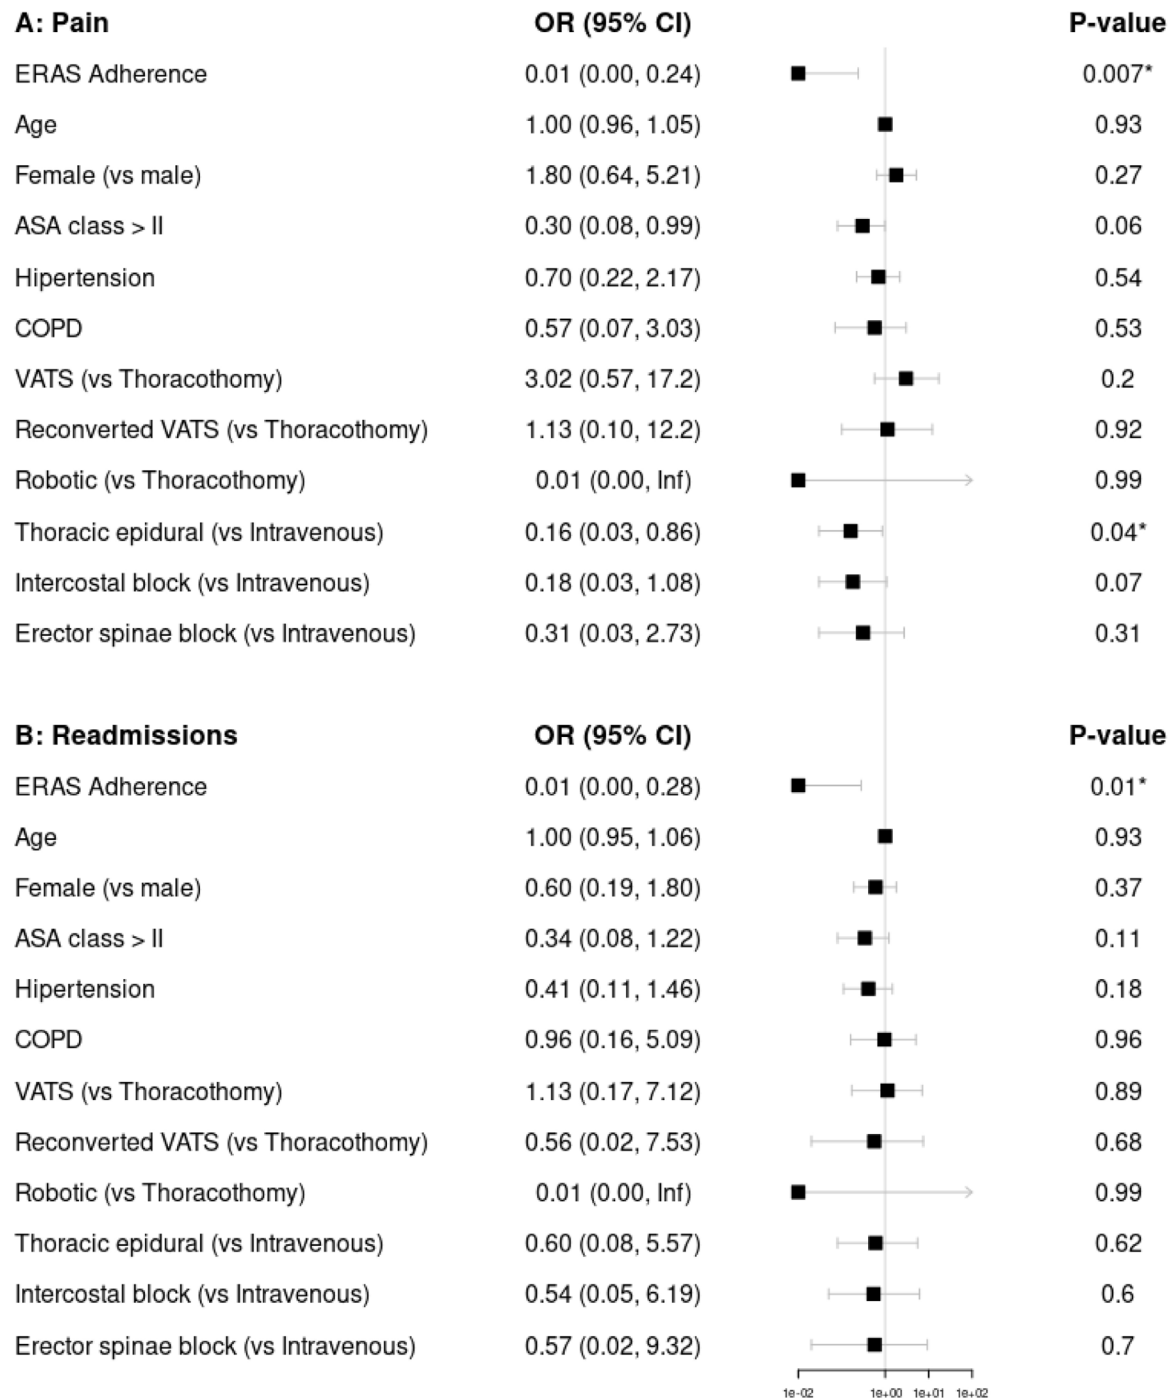 A: Pain OR (95% CI) P-value
ERAS Adherence 0.01 (0.00, 0.24) 0.007*
Age 1.00 (0.96, 1.05) 0.93
Female (vs male) 1.80 (0.64, 5.21) 0.27
ASA class > II 0.30 (0.08, 0.99) 0.06
Hipertension 0.70 (0.22, 2.17) 0.54
COPD 0.57 (0.07, 3.03) 0.53
VATS (vs Thoracothomy) 3.02 (0.57, 17.2) 0.2
Reconverted VATS (vs Thoracothomy) 1.13 (0.10, 12.2) 0.92
Robotic (vs Thoracothomy) 0.01 (0.00, Inf) 0.99
Thoracic epidural (vs Intravenous) 0.16 (0.03, 0.86) 0.04*
Intercostal block (vs Intravenous) 0.18 (0.03, 1.08) 0.07
Erector spinae block (vs Intravenous) 0.31 (0.03, 2.73) 0.31
B: Readmissions OR (95% CI) P-value
ERAS Adherence 0.01 (0.00, 0.28) 0.01*
Age 1.00 (0.95, 1.06) 0.93
Female (vs male) 0.60 (0.19, 1.80) 0.37
ASA class > II 0.34 (0.08, 1.22) 0.11
Hipertension 0.41 (0.11, 1.46) 0.18
COPD 0.96 (0.16, 5.09) 0.96
VATS (vs Thoracothomy) 1.13 (0.17, 7.12) 0.89
Reconverted VATS (vs Thoracothomy) 0.56 (0.02, 7.53) 0.68
Robotic (vs Thoracothomy) 0.01 (0.00, Inf) 0.99
Thoracic epidural (vs Intravenous) 0.60 (0.08, 5.57) 0.62
Intercostal block (vs Intravenous) 0.54 (0.05, 6.19) 0.6
Erector spinae block (vs Intravenous) 0.57 (0.02, 9.32) 0.7
1e-02 1e+00 1e+01 1e+02